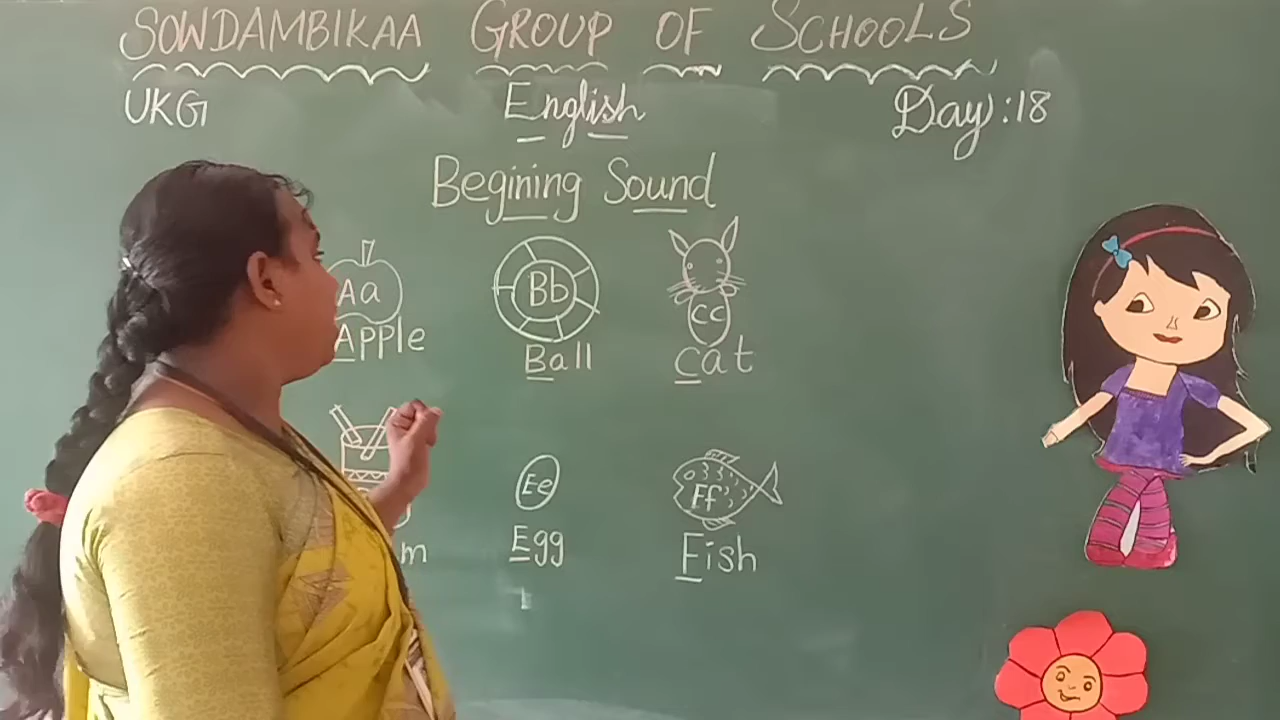 SOWDAMBIKAA GROUP OF SCHOOLS
UKG English Day:18
Begining Sound
Aa Bb cc
Apple Ball cat
Ee Ff
Egg Fish